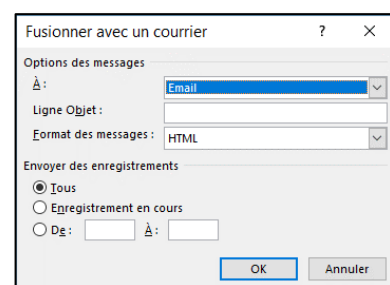 Fusionner avec un courrier ? ×
Options des messages
À : Email
Ligne Objet :
Format des messages : HTML
Envoyer des enregistrements
Tous
Enregistrement en cours
De : À :
OK Annuler